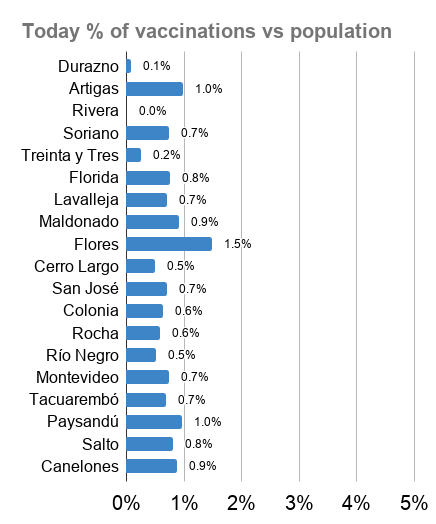 Today % of vaccinations vs population
Durazno 0.1%
Artigas 1.0%
Rivera 0.0%
Soriano 0.7%
Treinta y Tres 0.2%
Florida 0.8%
Lavalleja 0.7%
Maldonado 0.9%
Flores 1.5%
Cerro Largo 0.5%
San José 0.7%
Colonia 0.6%
Rocha 0.6%
Río Negro 0.5%
Montevideo 0.7%
Tacuarembó 0.7%
Paysandú 1.0%
Salto 0.8%
Canelones 0.9%
0% 1% 2% 3% 4% 5%